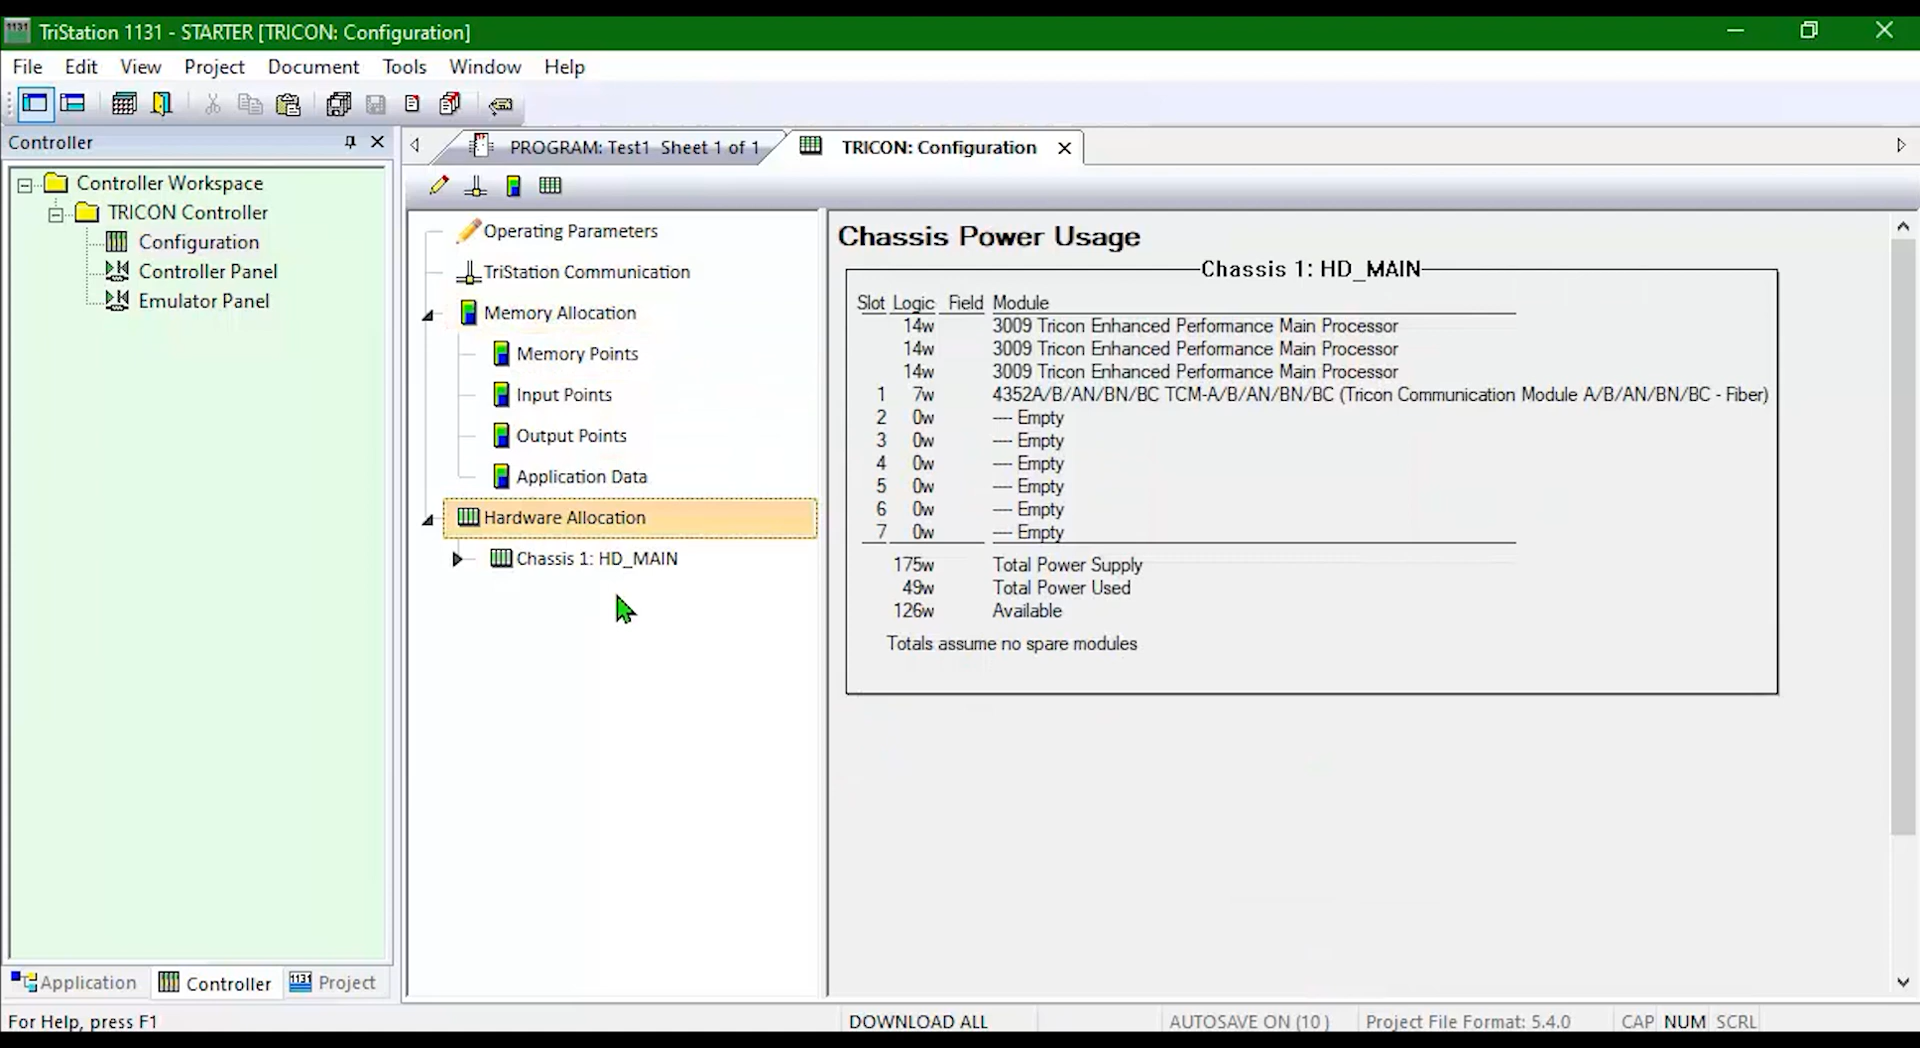 TriStation 1131 - STARTER [TRICON: Configuration]
File Edit View Project Document Tools Window Help
Controller
Controller Workspace
TRICON Controller
Configuration
Controller Panel
Emulator Panel
Application Controller Project
PROGRAM: Test1 Sheet 1 of 1
TRICON: Configuration
Operating Parameters
TriStation Communication
Memory Allocation
Memory Points
Input Points
Output Points
Application Data
Hardware Allocation
Chassis 1: HD_MAIN
Chassis Power Usage
Chassis 1: HD_MAIN
Slot Logic Field Module
14w 3009 Tricon Enhanced Performance Main Processor
14w 3009 Tricon Enhanced Performance Main Processor
14w 3009 Tricon Enhanced Performance Main Processor
1 7w 4352A/B/AN/BN/BC TCM-A/B/AN/BN/BC (Tricon Communication Module A/B/AN/BN/BC - Fiber)
2 0w --- Empty
3 0w --- Empty
4 0w --- Empty
5 0w --- Empty
6 0w --- Empty
7 0w --- Empty
175w Total Power Supply
49w Total Power Used
126w Available
Totals assume no spare modules
For Help, press F1
DOWNLOAD ALL
AUTOSAVE ON (10)
Project File Format: 5.4.0
CAP NUM SCRL